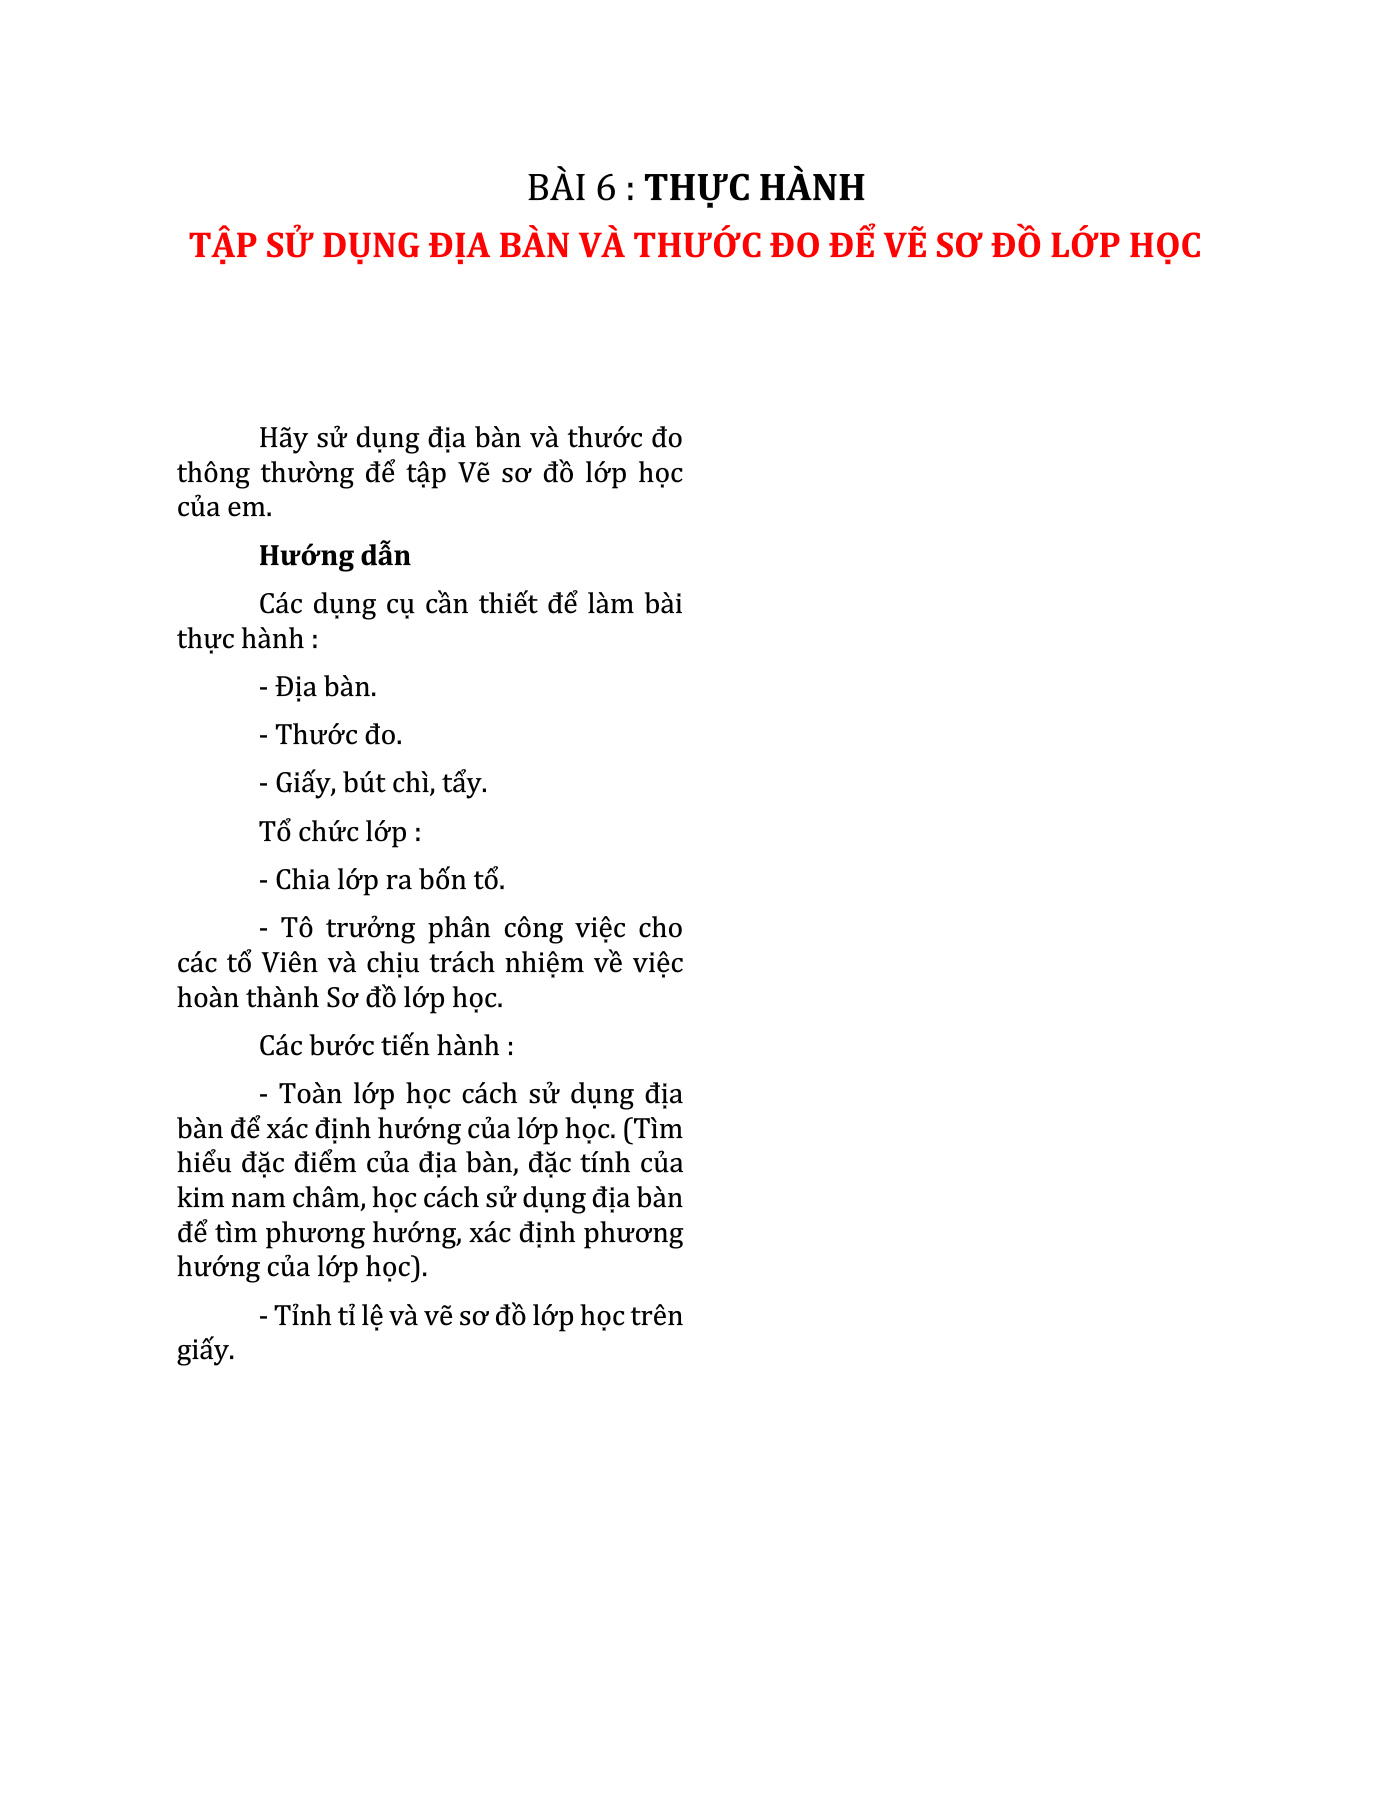 BÀI 6 : THỰC HÀNH
TẬP SỬ DỤNG ĐỊA BÀN VÀ THƯỚC ĐO ĐỂ VẼ SƠ ĐỒ LỚP HỌC
Hãy sử dụng địa bàn và thước đo
thông thường để tập Vẽ sơ đồ lớp học
của em.
Hướng dẫn
Các dụng cụ cần thiết để làm bài
thực hành :
- Địa bàn.
- Thước đo.
- Giấy, bút chì, tẩy.
Tổ chức lớp :
- Chia lớp ra bốn tổ.
- Tô trưởng phân công việc cho
các tổ Viên và chịu trách nhiệm về việc
hoàn thành Sơ đồ lớp học.
Các bước tiến hành :
- Toàn lớp học cách sử dụng địa
bàn để xác định hướng của lớp học. (Tìm
hiểu đặc điểm của địa bàn, đặc tính của
kim nam châm, học cách sử dụng địa bàn
để tìm phương hướng, xác định phương
hướng của lớp học).
- Tỉnh tỉ lệ và vẽ sơ đồ lớp học trên
giấy.